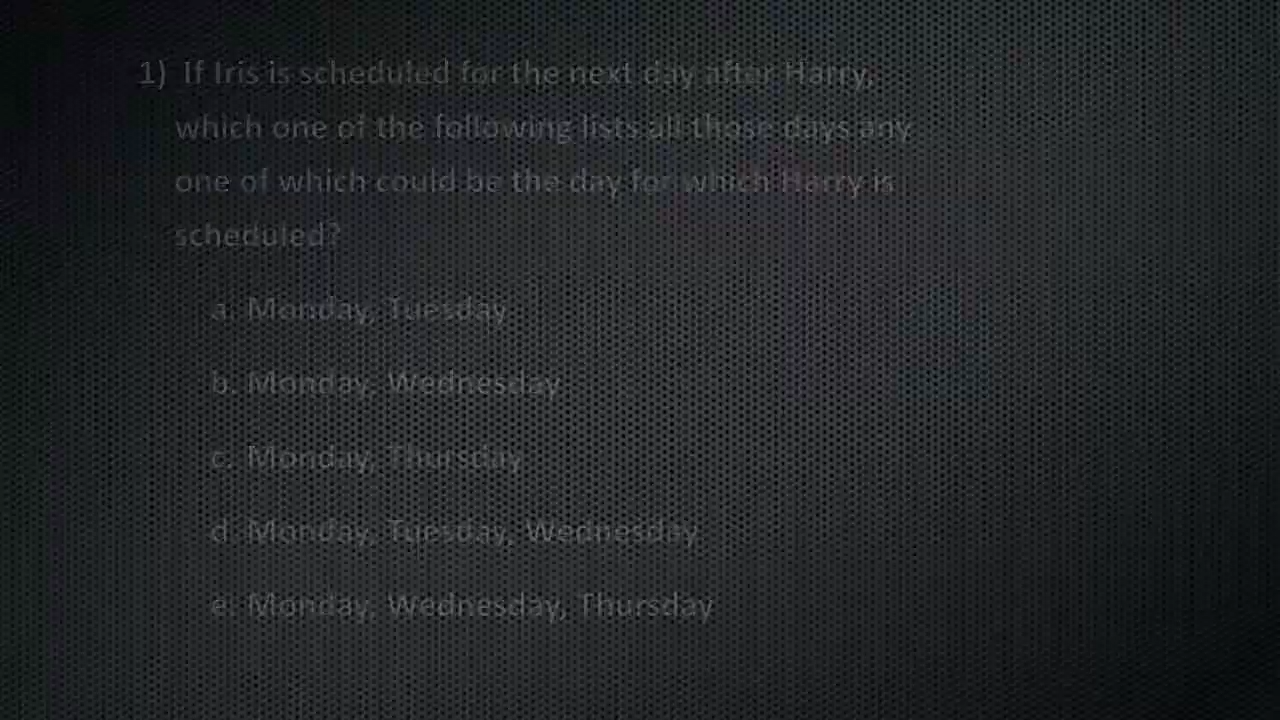 1) If Iris is scheduled for the next day after Harry,
which one of the following lists all those days any
one of which could be the day for which Harry is
scheduled?
a. Monday, Tuesday
b. Monday, Wednesday
c. Monday, Thursday
d. Monday, Tuesday, Wednesday
e. Monday, Wednesday, Thursday